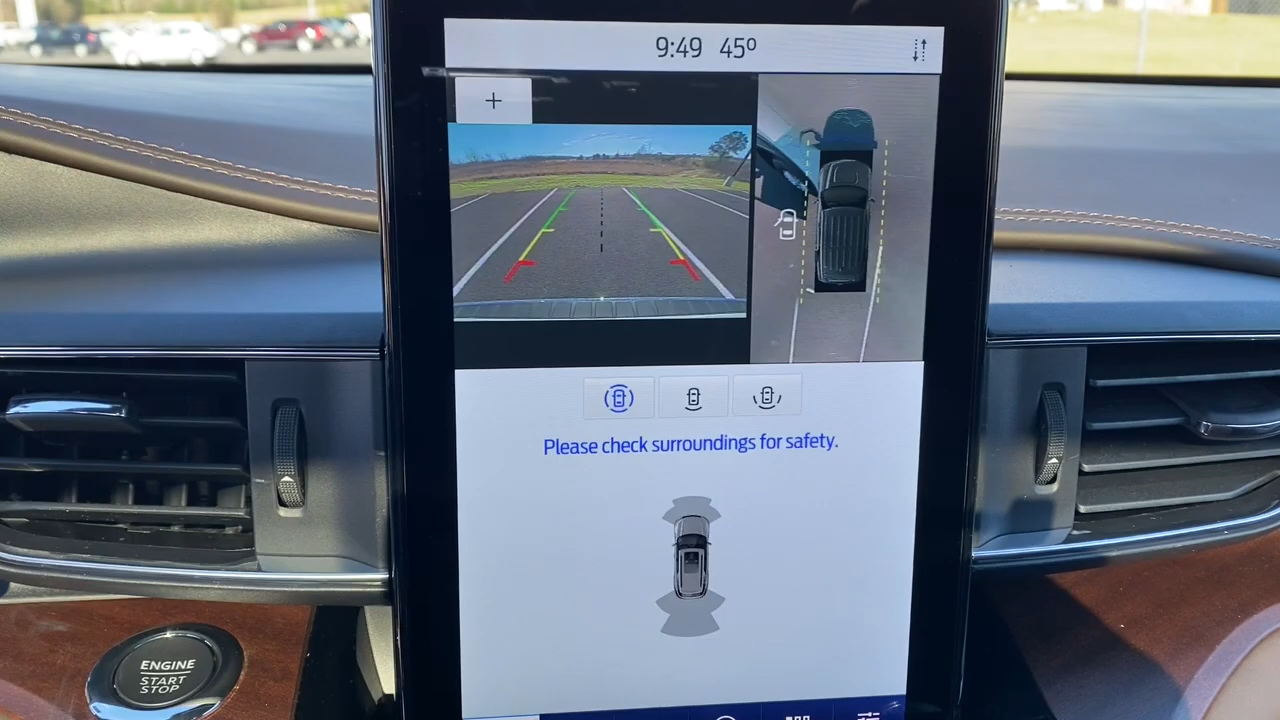 9:49 45°
+
Please check surroundings for safety.
ENGINE
START
STOP